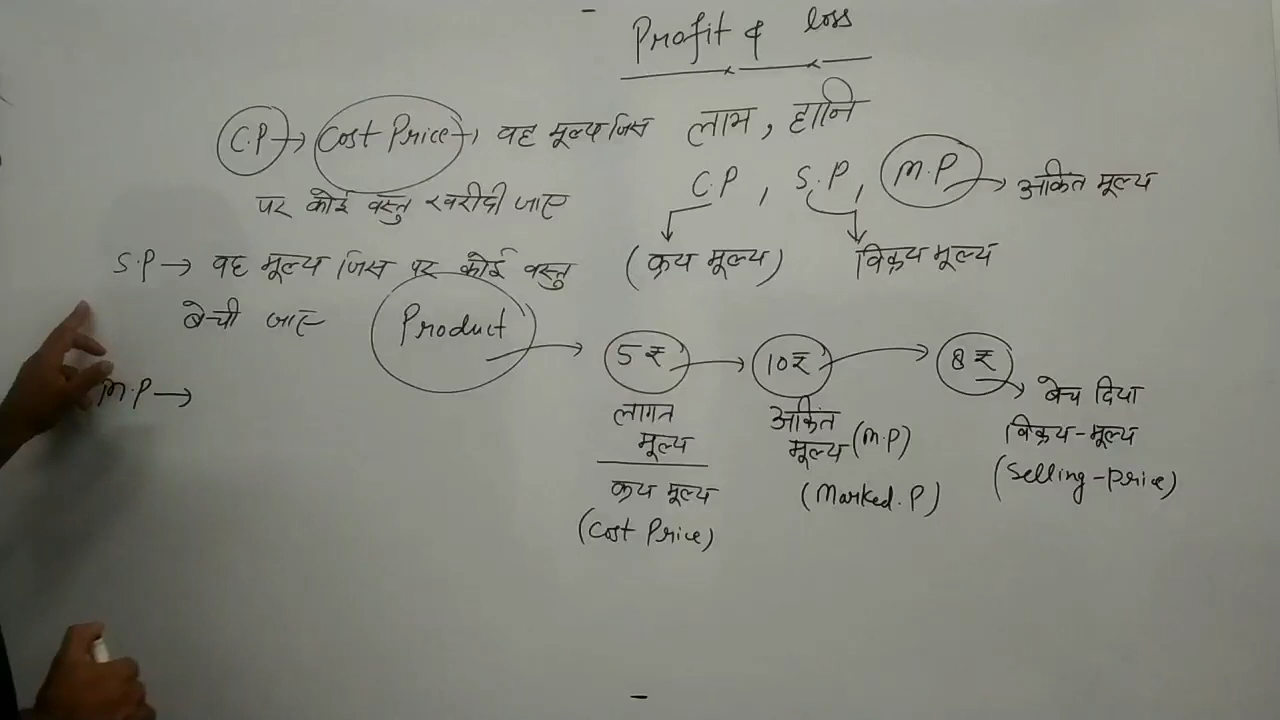 Profit & loss
लाभ, हानि
C.P → Cost Price → वह मूल्य जिस
पर कोई वस्तु खरीदी जाए
C.P , S.P , M.P → अंकित मूल्य
(क्रय मूल्य) विक्रय मूल्य
S.P → वह मूल्य जिस पर कोई वस्तु
बेची जाए
M.P →
Product → 5₹ → 10₹ → 8₹ → बेच दिया
लागत
मूल्य
क्रय मूल्य
(Cost Price)
अंकित
मूल्य (M.P)
(Marked.P)
विक्रय-मूल्य
(Selling-Price)